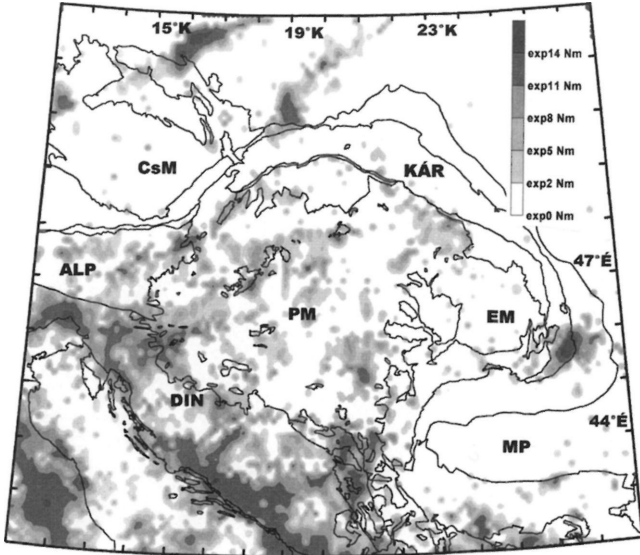 15°K
19°K
23°K
exp14 Nm
exp11 Nm
exp8 Nm
exp5 Nm
exp2 Nm
exp0 Nm
CsM
KÁR
47°É
ALP
PM
EM
DIN
44°É
MP